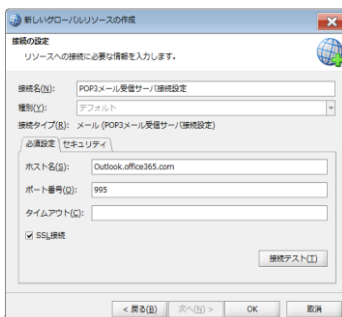 新しいグローバルリソースの作成
接続の設定
リソースへの接続に必要な情報を入力します。
接続名(N): POP3メール受信サーバ接続設定
種別(Y): デフォルト
接続タイプ(R): メール (POP3メール受信サーバ接続設定)
必須設定 セキュリティ
ホスト名(S): Outlook.office365.com
ポート番号(O): 995
タイムアウト(C):
SSL接続
接続テスト(T)
< 戻る(B) 次へ(N) > OK 取消